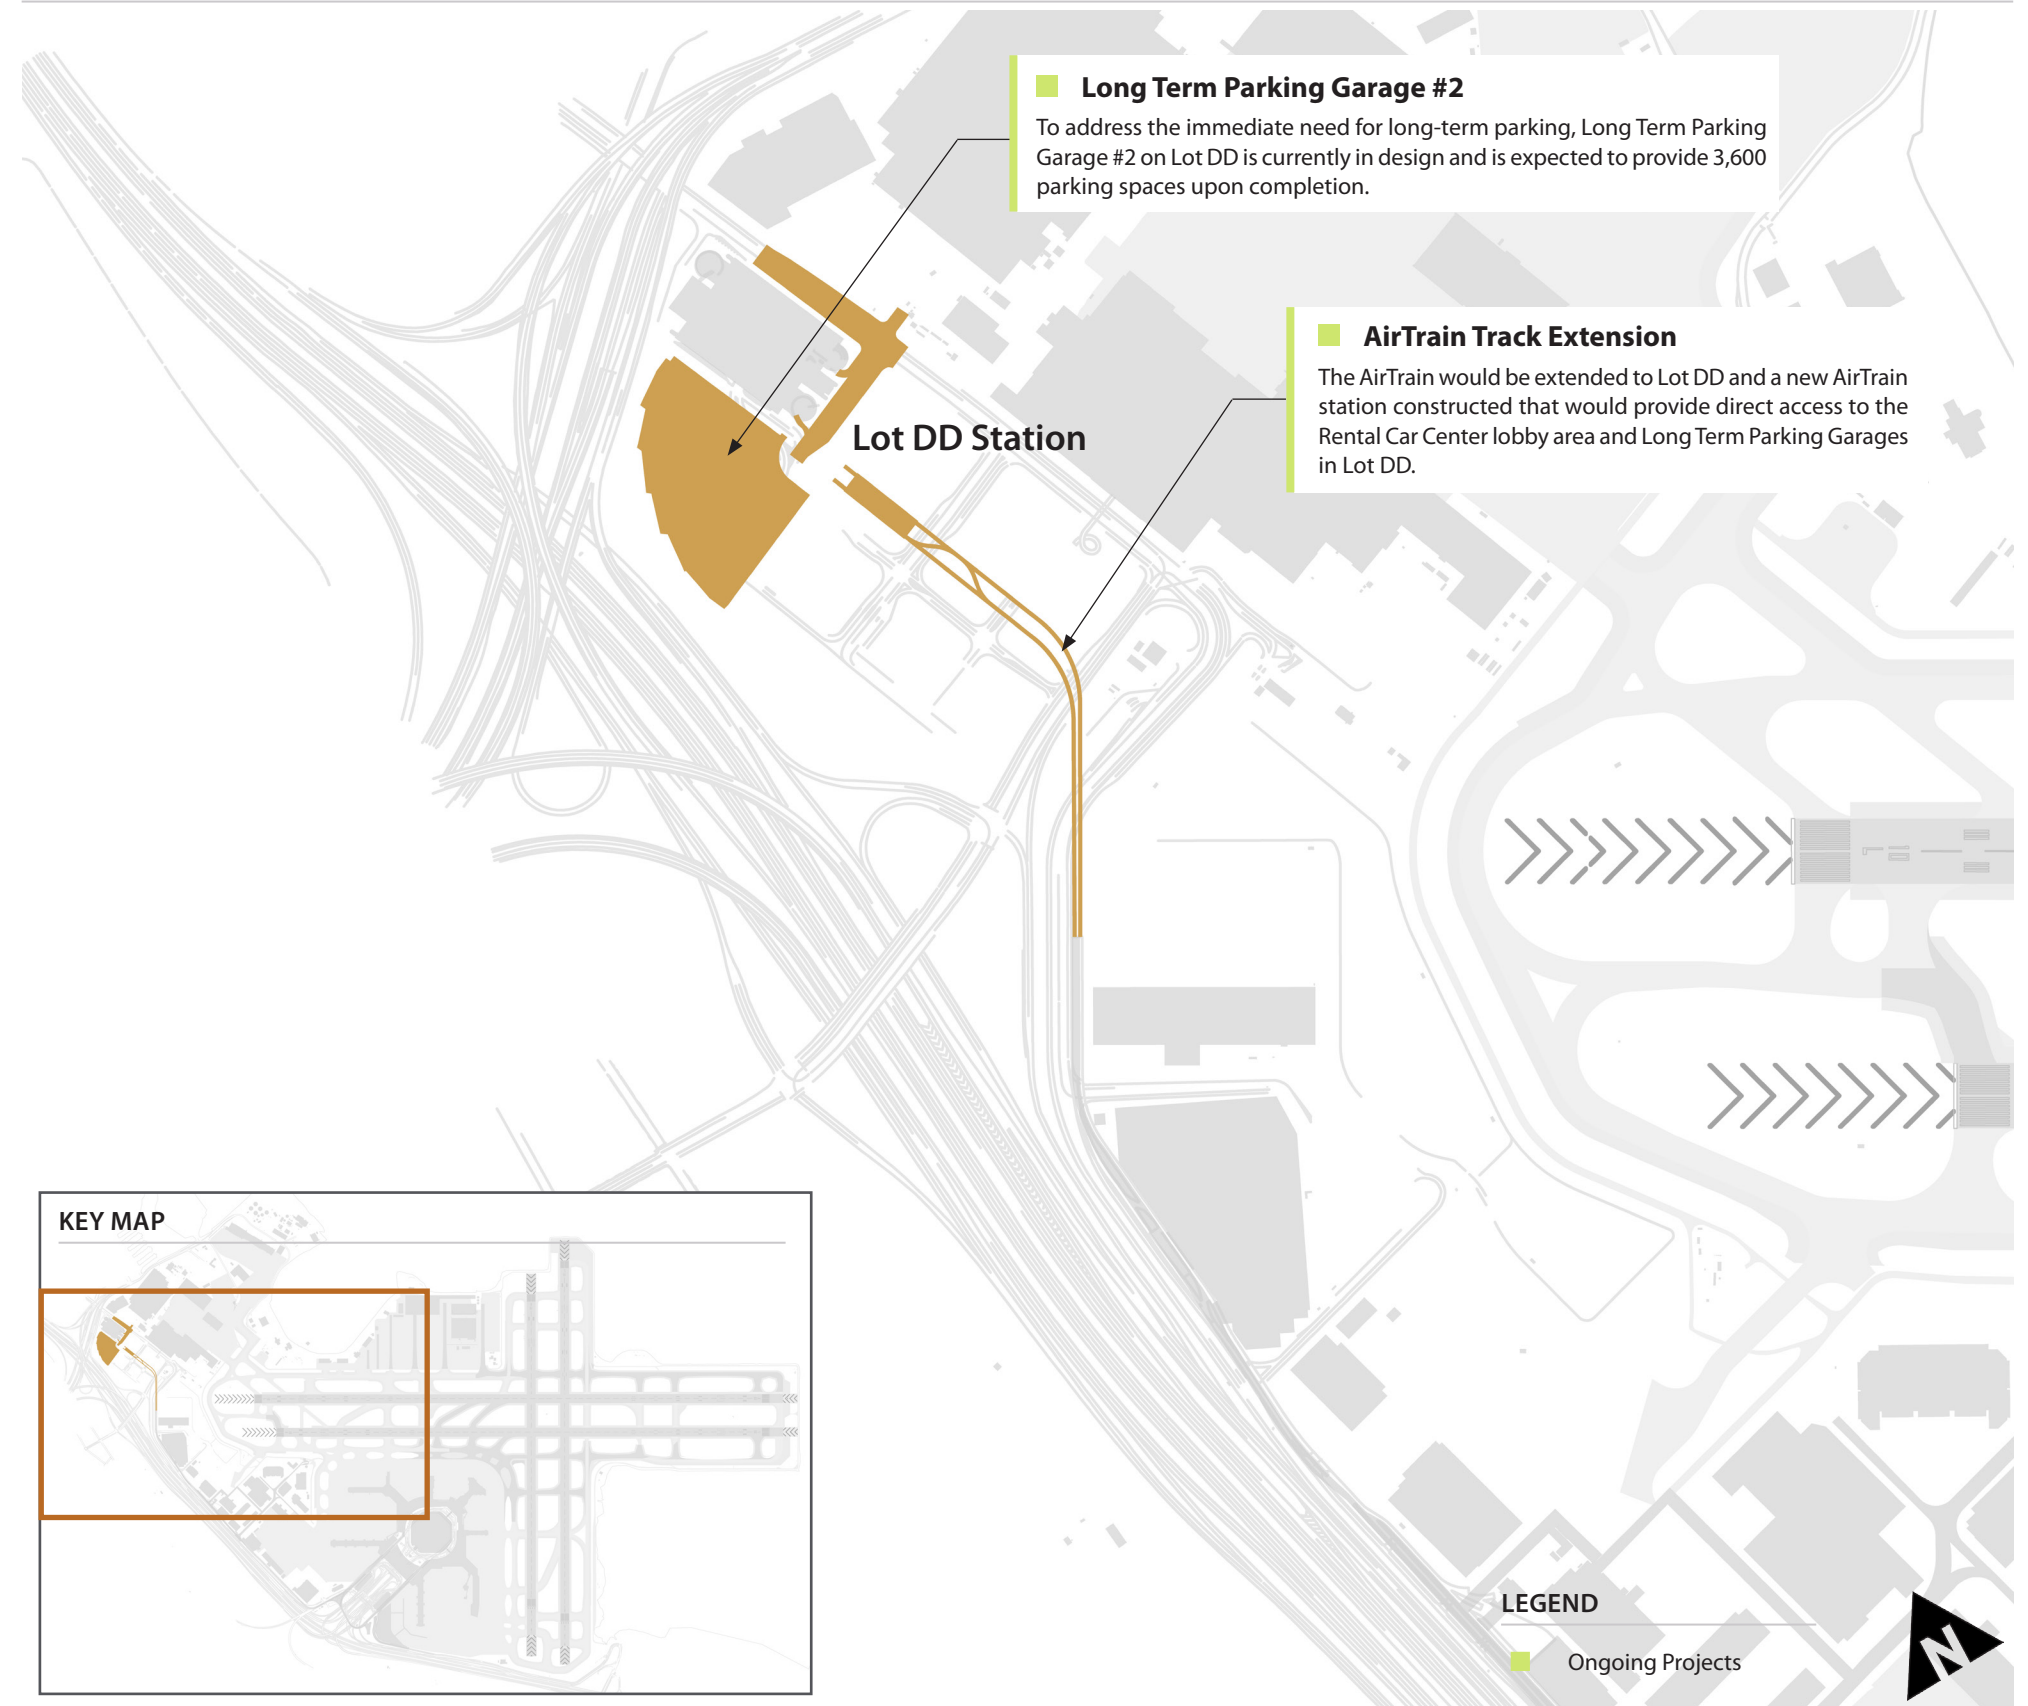 Long Term Parking Garage #2
To address the immediate need for long-term parking, Long Term Parking
Garage #2 on Lot DD is currently in design and is expected to provide 3,600
parking spaces upon completion.
AirTrain Track Extension
The AirTrain would be extended to Lot DD and a new AirTrain
station constructed that would provide direct access to the
Rental Car Center lobby area and Long Term Parking Garages
in Lot DD.
Lot DD Station
KEY MAP
LEGEND
Ongoing Projects
N